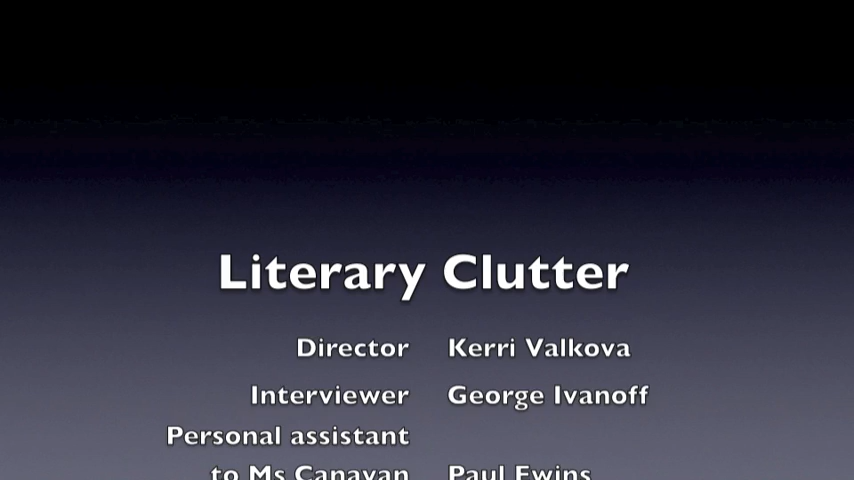 Literary Clutter
Director Kerri Valkova
Interviewer George Ivanoff
Personal assistant
to Ms Canavan Paul Ewins